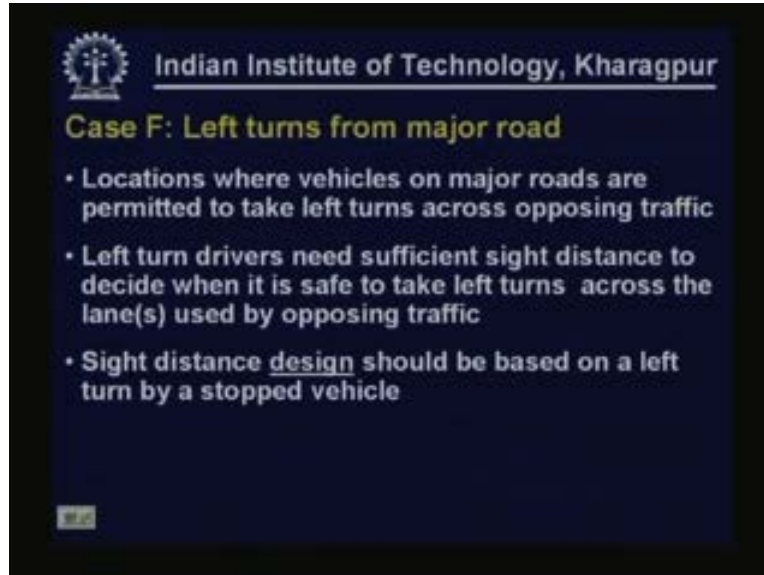 Indian Institute of Technology, Kharagpur
Case F: Left turns from major road
• Locations where vehicles on major roads are
permitted to take left turns across opposing traffic
• Left turn drivers need sufficient sight distance to
decide when it is safe to take left turns across the
lane(s) used by opposing traffic
• Sight distance design should be based on a left
turn by a stopped vehicle